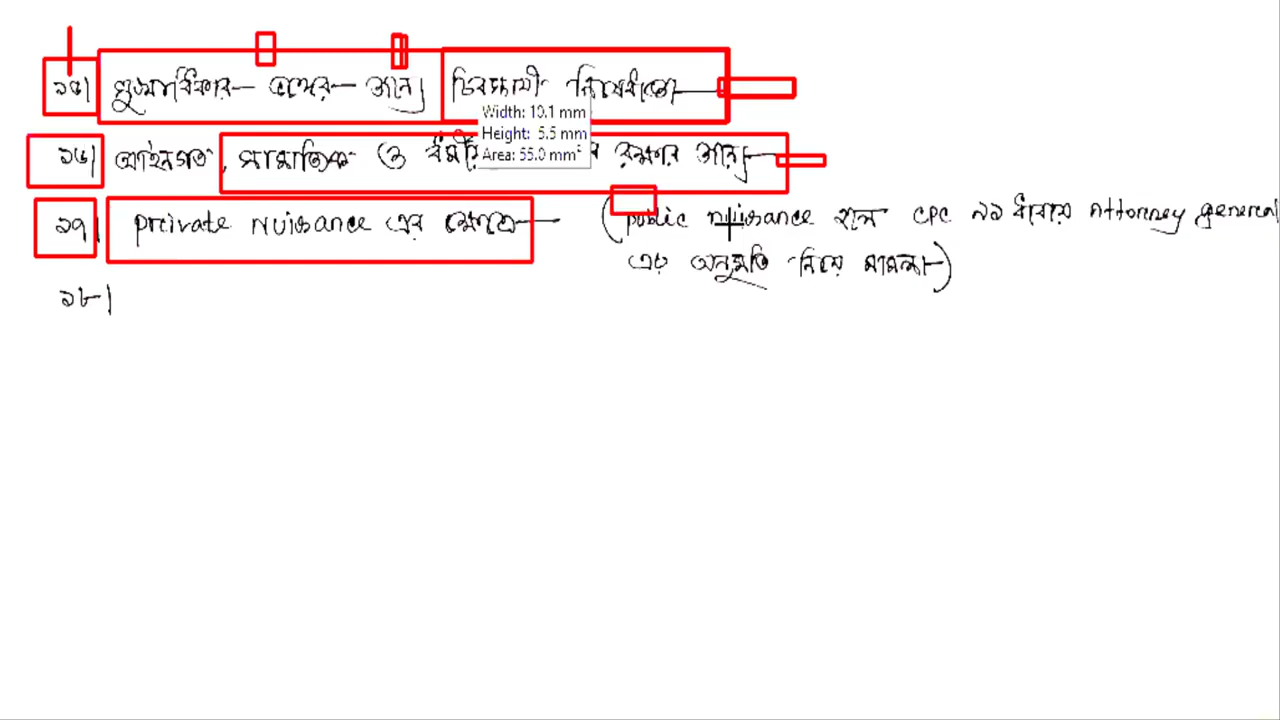 ১৫। সুখাধিকার ভঙ্গের জন্যে চিরস্থায়ী নিষেধাজ্ঞা
Width: 10.1 mm
Height: 5.5 mm
Area: 55.0 mm²
১৬। আইনগত, সামাজিক ও রক্ষার জন্যে
১৭। Private Nuisance এর ক্ষেত্রে (public nuisance হলে CPC ৯১ ধারায় Attorney general
এর অনুমতি নিয়ে মামলা)
১৮।